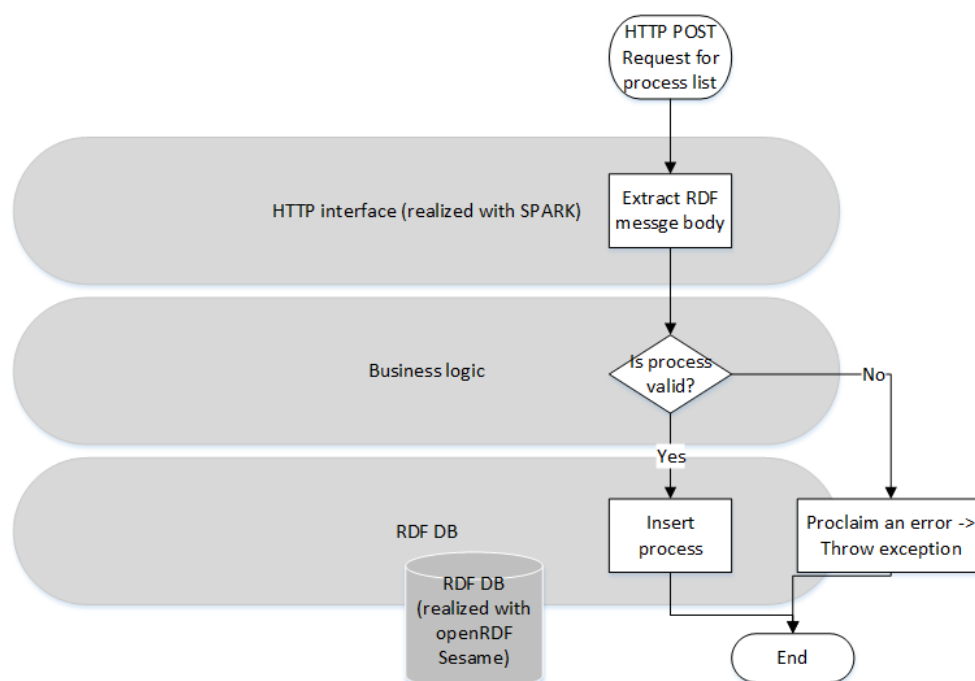 HTTP POST
Request for
process list
HTTP interface (realized with SPARK)
Extract RDF
messge body
Business logic
Is process
valid?
No
Yes
RDF DB
Insert
process
Proclaim an error ->
Throw exception
RDF DB
(realized with
openRDF
Sesame)
End